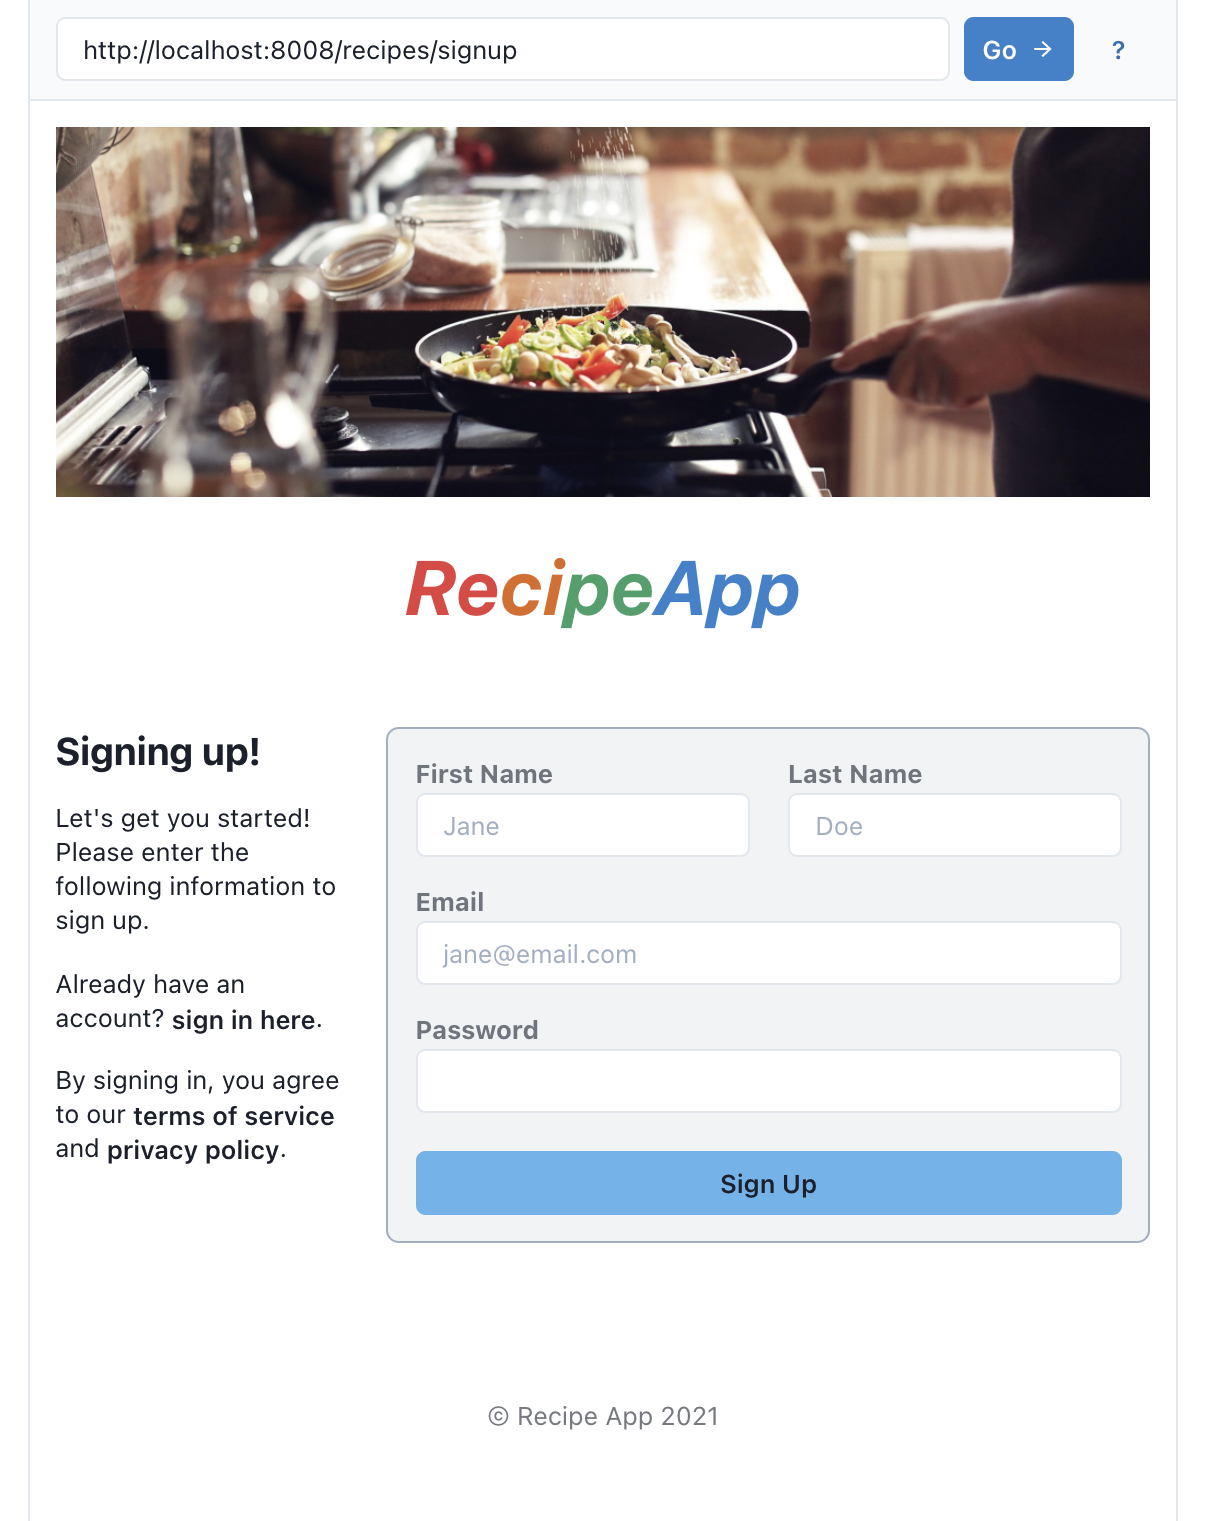 http://localhost:8008/recipes/signup
Go →
?
RecipeApp
Signing up!
Let's get you started!
Please enter the
following information to
sign up.
Already have an
account? sign in here.
By signing in, you agree
to our terms of service
and privacy policy.
First Name
Last Name
Jane
Doe
Email
jane@email.com
Password
Sign Up
© Recipe App 2021